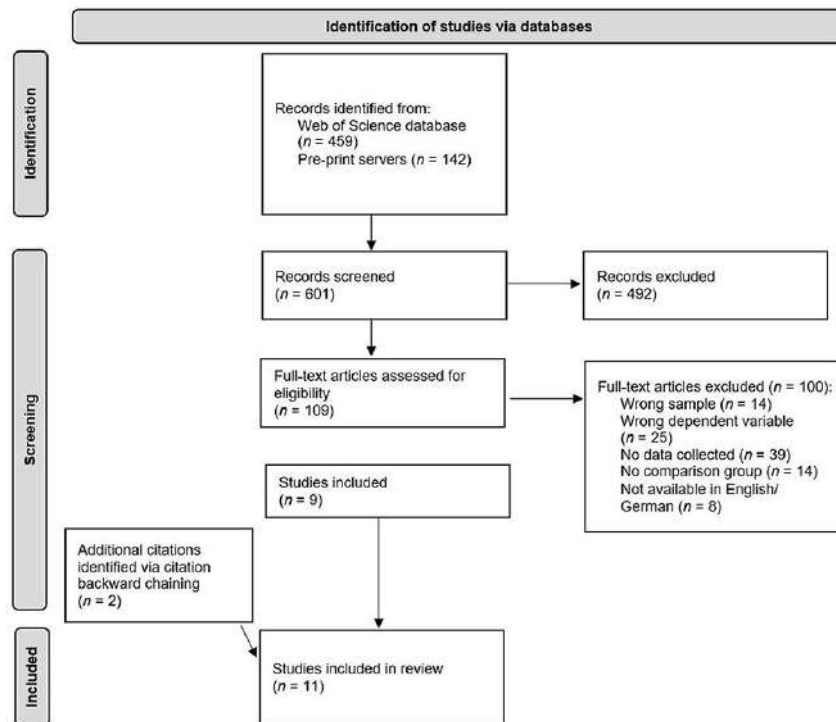 Identification of studies via databases
Identification
Records identified from:
Web of Science database
(n = 459)
Pre-print servers (n = 142)
Screening
Records screened
(n = 601)
Records excluded
(n = 492)
Full-text articles assessed for
eligibility
(n = 109)
Full-text articles excluded (n = 100):
Wrong sample (n = 14)
Wrong dependent variable
(n = 25)
No data collected (n = 39)
No comparison group (n = 14)
Not available in English/
German (n = 8)
Studies included
(n = 9)
Additional citations
identified via citation
backward chaining
(n = 2)
Included
Studies included in review
(n = 11)